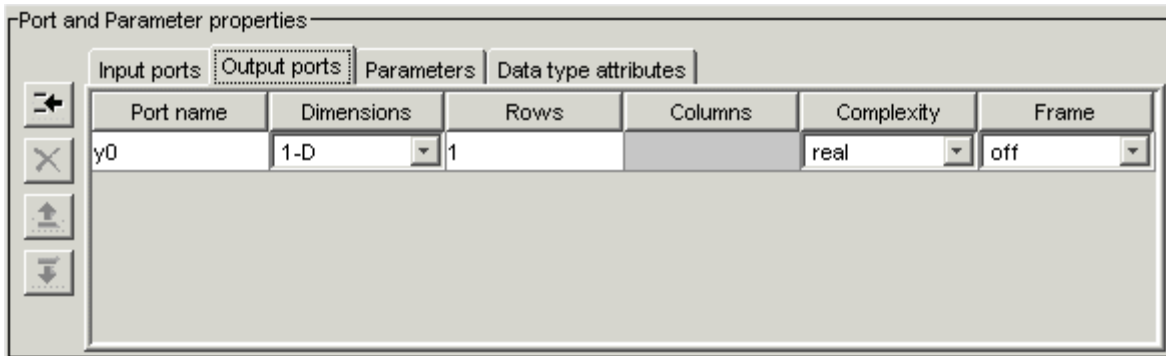 Port and Parameter properties
Input ports Output ports Parameters Data type attributes
Port name Dimensions Rows Columns Complexity Frame
y0 1-D 1 real off